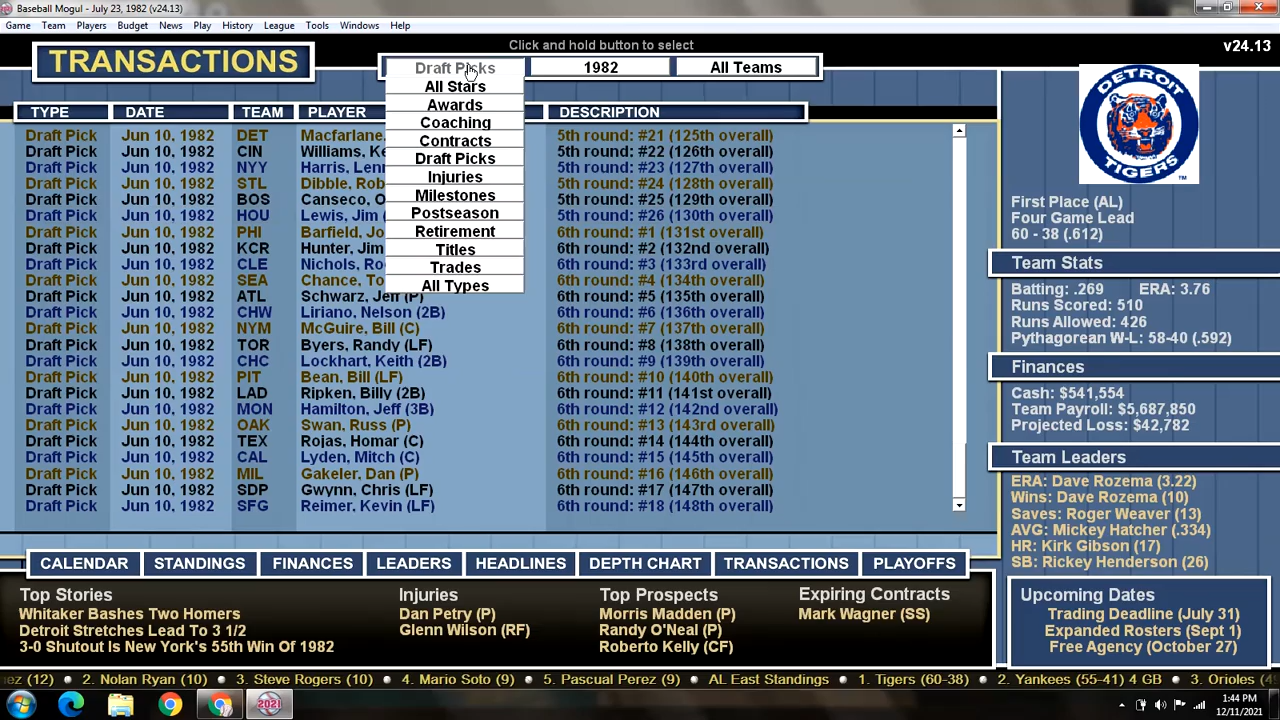 Baseball Mogul - July 23, 1982 (v24.13)
Game Team Players Budget News Play History League Tools Windows Help
Click and hold button to select
v24.13
TRANSACTIONS
Draft Picks 1982 All Teams
All Stars
Awards
Coaching
Contracts
Draft Picks
Injuries
Milestones
Postseason
Retirement
Titles
Trades
All Types
TYPE DATE TEAM PLAYER DESCRIPTION
Draft Pick Jun 10, 1982 DET Macfarlane, 5th round: #21 (125th overall)
Draft Pick Jun 10, 1982 CIN Williams, Ke 5th round: #22 (126th overall)
Draft Pick Jun 10, 1982 NYY Harris, Lenn 5th round: #23 (127th overall)
Draft Pick Jun 10, 1982 STL Dibble, Rob 5th round: #24 (128th overall)
Draft Pick Jun 10, 1982 BOS Canseco, O 5th round: #25 (129th overall)
Draft Pick Jun 10, 1982 HOU Lewis, Jim ( 5th round: #26 (130th overall)
Draft Pick Jun 10, 1982 PHI Barfield, Jo 6th round: #1 (131st overall)
Draft Pick Jun 10, 1982 KCR Hunter, Jim 6th round: #2 (132nd overall)
Draft Pick Jun 10, 1982 CLE Nichols, Ro 6th round: #3 (133rd overall)
Draft Pick Jun 10, 1982 SEA Chance, To 6th round: #4 (134th overall)
Draft Pick Jun 10, 1982 ATL Schwarz, Jeff (P) 6th round: #5 (135th overall)
Draft Pick Jun 10, 1982 CHW Liriano, Nelson (2B) 6th round: #6 (136th overall)
Draft Pick Jun 10, 1982 NYM McGuire, Bill (C) 6th round: #7 (137th overall)
Draft Pick Jun 10, 1982 TOR Byers, Randy (LF) 6th round: #8 (138th overall)
Draft Pick Jun 10, 1982 CHC Lockhart, Keith (2B) 6th round: #9 (139th overall)
Draft Pick Jun 10, 1982 PIT Bean, Bill (LF) 6th round: #10 (140th overall)
Draft Pick Jun 10, 1982 LAD Ripken, Billy (2B) 6th round: #11 (141st overall)
Draft Pick Jun 10, 1982 MON Hamilton, Jeff (3B) 6th round: #12 (142nd overall)
Draft Pick Jun 10, 1982 OAK Swan, Russ (P) 6th round: #13 (143rd overall)
Draft Pick Jun 10, 1982 TEX Rojas, Homar (C) 6th round: #14 (144th overall)
Draft Pick Jun 10, 1982 CAL Lyden, Mitch (C) 6th round: #15 (145th overall)
Draft Pick Jun 10, 1982 MIL Gakeler, Dan (P) 6th round: #16 (146th overall)
Draft Pick Jun 10, 1982 SDP Gwynn, Chris (LF) 6th round: #17 (147th overall)
Draft Pick Jun 10, 1982 SFG Reimer, Kevin (LF) 6th round: #18 (148th overall)
DETROIT
TIGERS
First Place (AL)
Four Game Lead
60 - 38 (.612)
Team Stats
Batting: .269 ERA: 3.76
Runs Scored: 510
Runs Allowed: 426
Pythagorean W-L: 58-40 (.592)
Finances
Cash: $541,554
Team Payroll: $5,687,850
Projected Loss: $42,782
Team Leaders
ERA: Dave Rozema (3.22)
Wins: Dave Rozema (10)
Saves: Roger Weaver (13)
AVG: Mickey Hatcher (.334)
HR: Kirk Gibson (17)
SB: Rickey Henderson (26)
CALENDAR STANDINGS FINANCES LEADERS HEADLINES DEPTH CHART TRANSACTIONS PLAYOFFS
Top Stories
Whitaker Bashes Two Homers
Detroit Stretches Lead To 3 1/2
3-0 Shutout Is New York's 55th Win Of 1982
Injuries
Dan Petry (P)
Glenn Wilson (RF)
Top Prospects
Morris Madden (P)
Randy O'Neal (P)
Roberto Kelly (CF)
Expiring Contracts
Mark Wagner (SS)
Upcoming Dates
Trading Deadline (July 31)
Expanded Rosters (Sept 1)
Free Agency (October 27)
nez (12) • 2. Nolan Ryan (10) • 3. Steve Rogers (10) • 4. Mario Soto (9) • 5. Pascual Perez (9) • AL East Standings • 1. Tigers (60-38) • 2. Yankees (55-41) 4 GB • 3. Orioles (4
2021
1:44 PM
12/11/2021